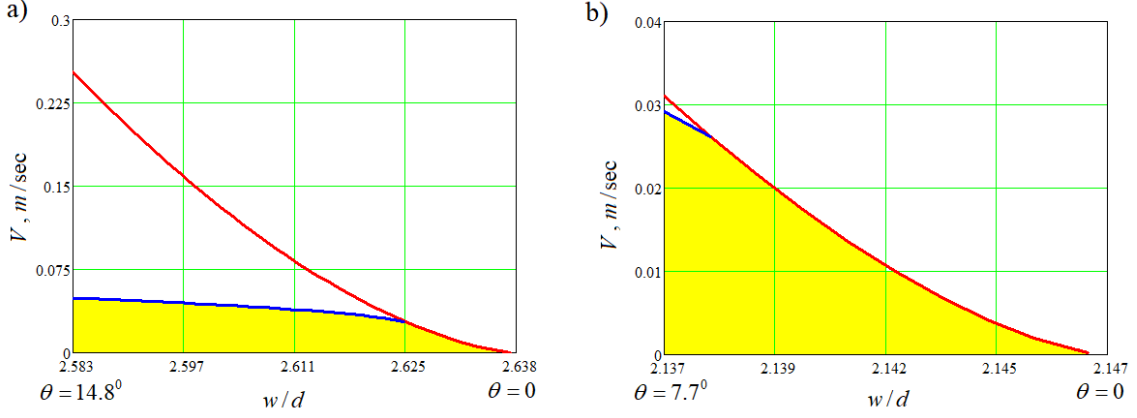 a)
0.3
0.225
0.15
0.075
0
V , m/sec
2.583 2.597 2.611 2.625 2.638
θ = 14.8⁰ w/d θ = 0
b)
0.04
0.03
0.02
0.01
0
V , m/sec
2.137 2.139 2.142 2.145 2.147
θ = 7.7⁰ w/d θ = 0